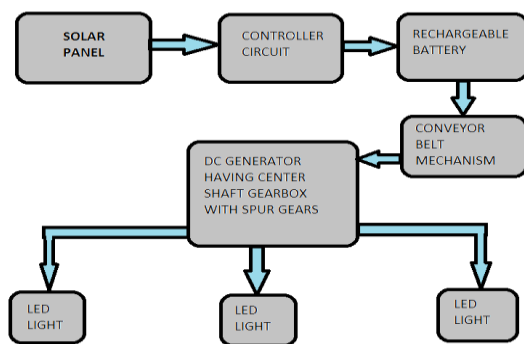 SOLAR
PANEL
CONTROLLER
CIRCUIT
RECHARGEABLE
BATTERY
CONVEYOR
BELT
MECHANISM
DC GENERATOR
HAVING CENTER
SHAFT GEARBOX
WITH SPUR GEARS
LED
LIGHT
LED
LIGHT
LED
LIGHT